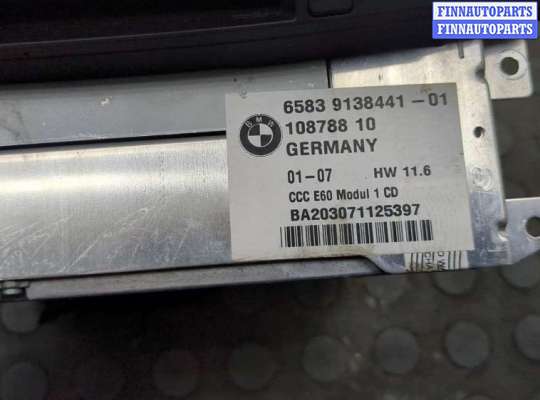 FINNAUTOPARTS
FINNAUTOPARTS
6583 9138441-01
BMW
108788 10
GERMANY
01-07 HW 11.6
CCC E60 Modul 1 CD
BA203071125397